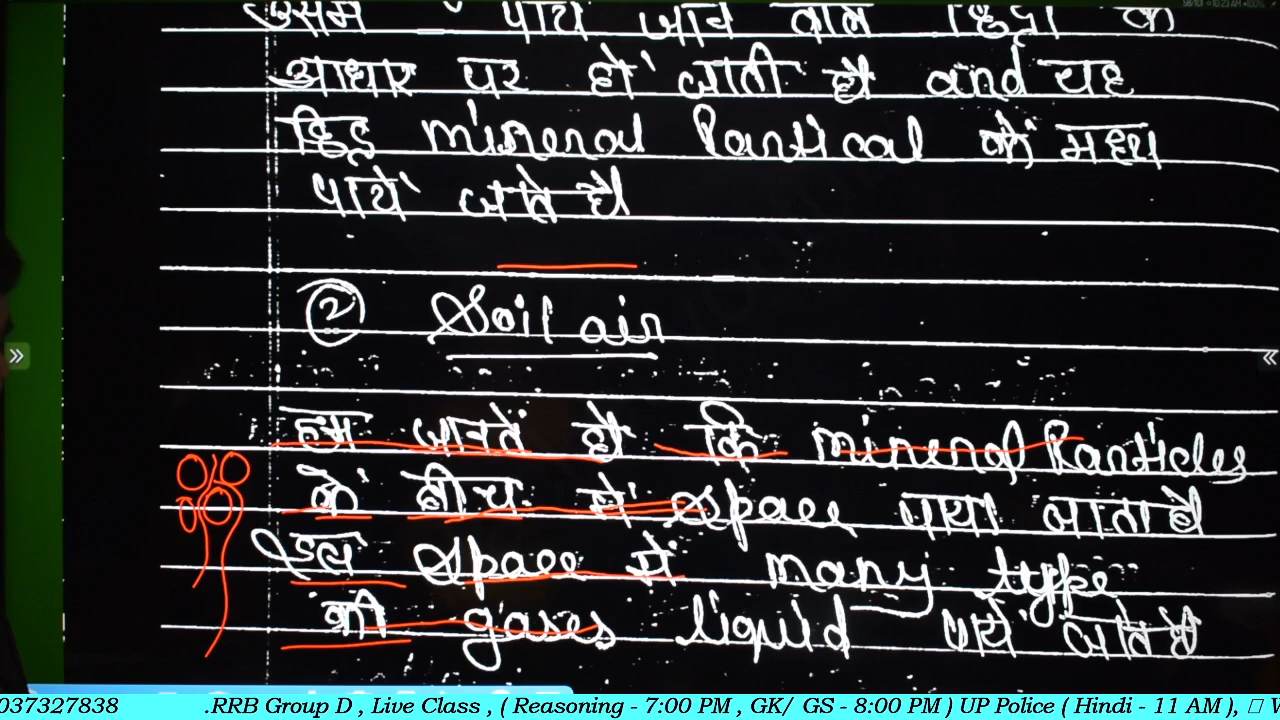 उसमें पाये जाने वाले छिद्रों के
आधार पर हो जाती है and यह
छिद्र mineral Partical के मध्य
पाये जाते है
② Soil air
हम जानते है कि mineral Particles
के बीच में space पाया जाता है
इस space में many type
की gases liquid पाये जाते है
037327838 .RRB Group D , Live Class , ( Reasoning - 7:00 PM , GK/ GS - 8:00 PM ) UP Police ( Hindi - 11 AM ),